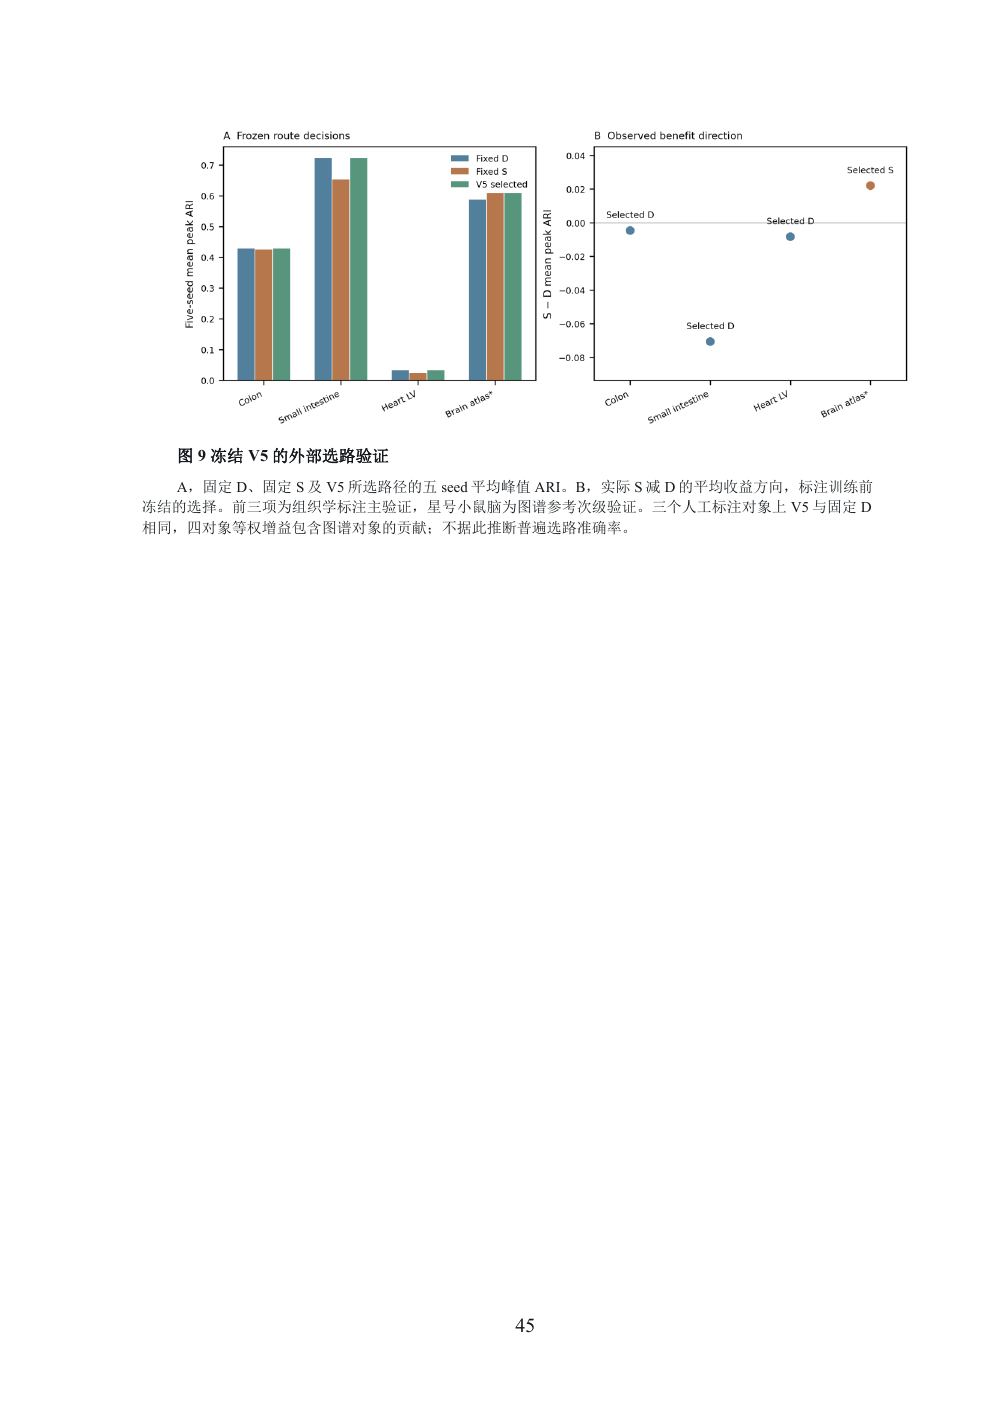 A Frozen route decisions
Five-seed mean peak ARI
0.7
0.6
0.5
0.4
0.3
0.2
0.1
0.0
Fixed D
Fixed S
V5 selected
Colon
Small intestine
Heart LV
Brain atlas*
B Observed benefit direction
S − D mean peak ARI
0.04
0.02
0.00
−0.02
−0.04
−0.06
−0.08
Selected D
Selected D
Selected D
Selected S
Colon
Small intestine
Heart LV
Brain atlas*
图 9 冻结 V5 的外部选路验证
A，固定 D、固定 S 及 V5 所选路径的五 seed 平均峰值 ARI。B，实际 S 减 D 的平均收益方向，标注训练前
冻结的选择。前三项为组织学标注主验证，星号小鼠脑为图谱参考次级验证。三个人工标注对象上 V5 与固定 D
相同，四对象等权增益包含图谱对象的贡献；不据此推断普遍选路准确率。
45